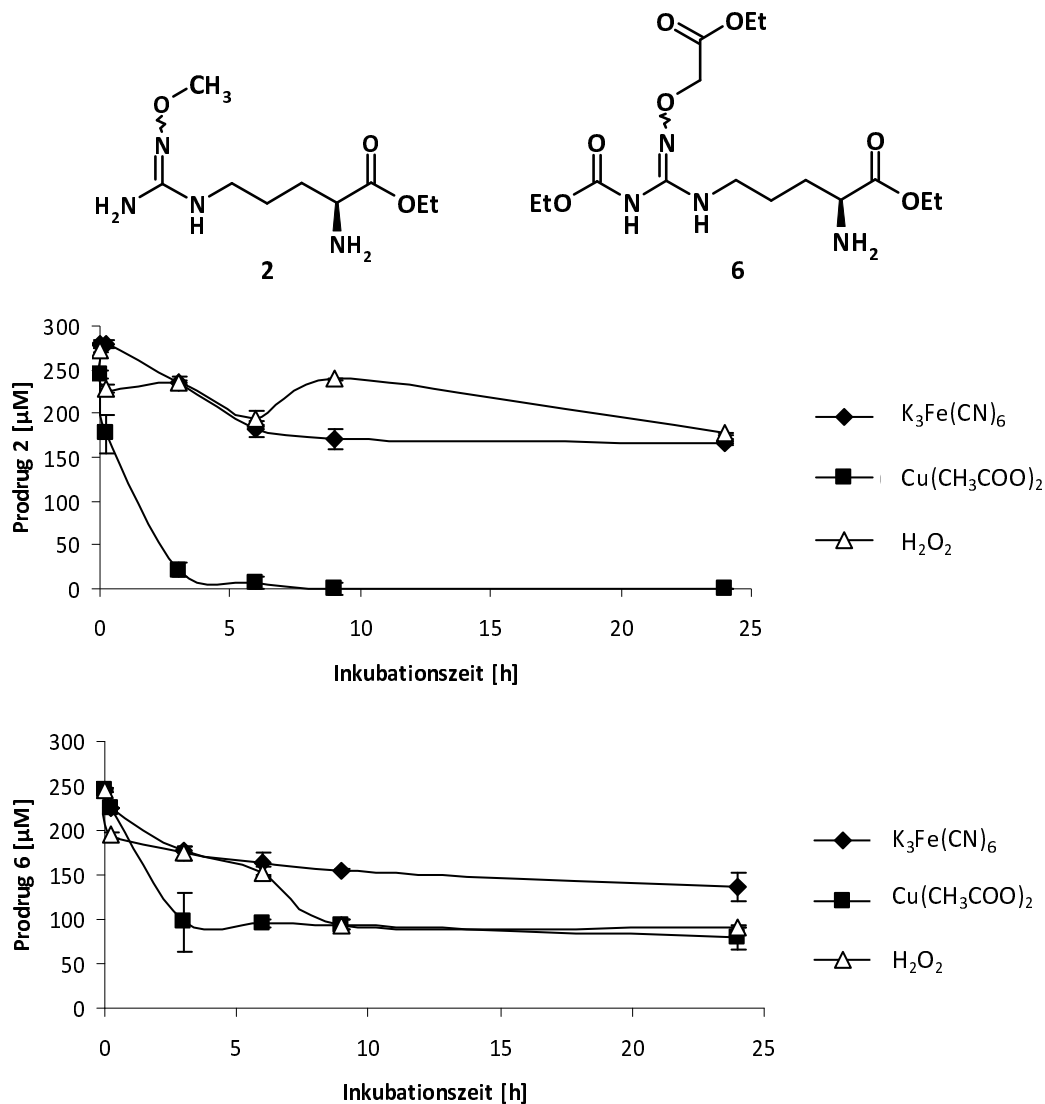 O OEt
O CH₃ O
N O O N O
H₂N N H OEt EtO N H N H OEt
NH₂ NH₂
2 6
300
250
200
150
100
50
0
Prodrug 2 [µM]
0 5 10 15 20 25
Inkubationszeit [h]
K₃Fe(CN)₆
Cu(CH₃COO)₂
H₂O₂
300
250
200
150
100
50
0
Prodrug 6 [µM]
0 5 10 15 20 25
Inkubationszeit [h]
K₃Fe(CN)₆
Cu(CH₃COO)₂
H₂O₂